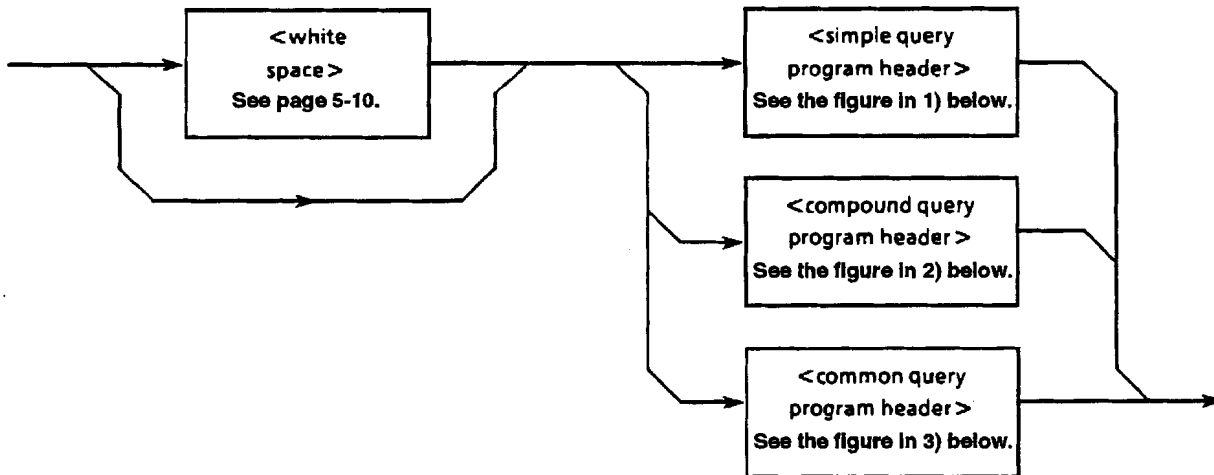 <white
space>
See page 5-10.
<simple query
program header>
See the figure in 1) below.
<compound query
program header>
See the figure in 2) below.
<common query
program header>
See the figure in 3) below.